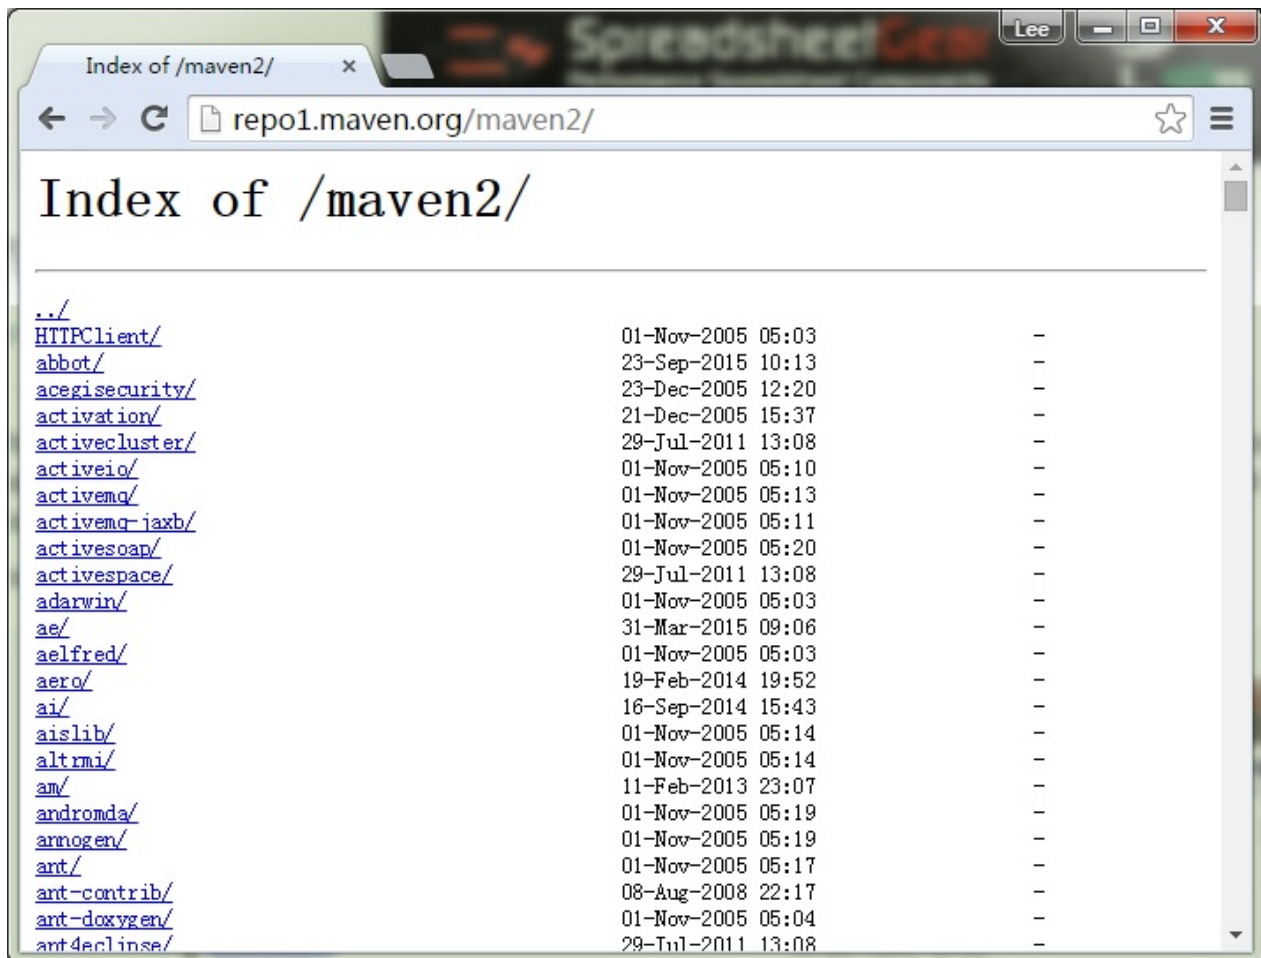 SpreadsheetGear
Lee
Index of /maven2/
repo1.maven.org/maven2/
Index of /maven2/
../
HTTPClient/ 01-Nov-2005 05:03 -
abbot/ 23-Sep-2015 10:13 -
acegisecurity/ 23-Dec-2005 12:20 -
activation/ 21-Dec-2005 15:37 -
activecluster/ 29-Jul-2011 13:08 -
activeio/ 01-Nov-2005 05:10 -
activemq/ 01-Nov-2005 05:13 -
activemq-jaxb/ 01-Nov-2005 05:11 -
activesoap/ 01-Nov-2005 05:20 -
activespace/ 29-Jul-2011 13:08 -
adarwin/ 01-Nov-2005 05:03 -
ae/ 31-Mar-2015 09:06 -
aelfred/ 01-Nov-2005 05:03 -
aero/ 19-Feb-2014 19:52 -
ai/ 16-Sep-2014 15:43 -
aislib/ 01-Nov-2005 05:14 -
altrmi/ 01-Nov-2005 05:14 -
am/ 11-Feb-2013 23:07 -
andromda/ 01-Nov-2005 05:19 -
annogen/ 01-Nov-2005 05:19 -
ant/ 01-Nov-2005 05:17 -
ant-contrib/ 08-Aug-2008 22:17 -
ant-doxygen/ 01-Nov-2005 05:04 -
ant4eclipse/ 29-Jul-2011 13:08 -